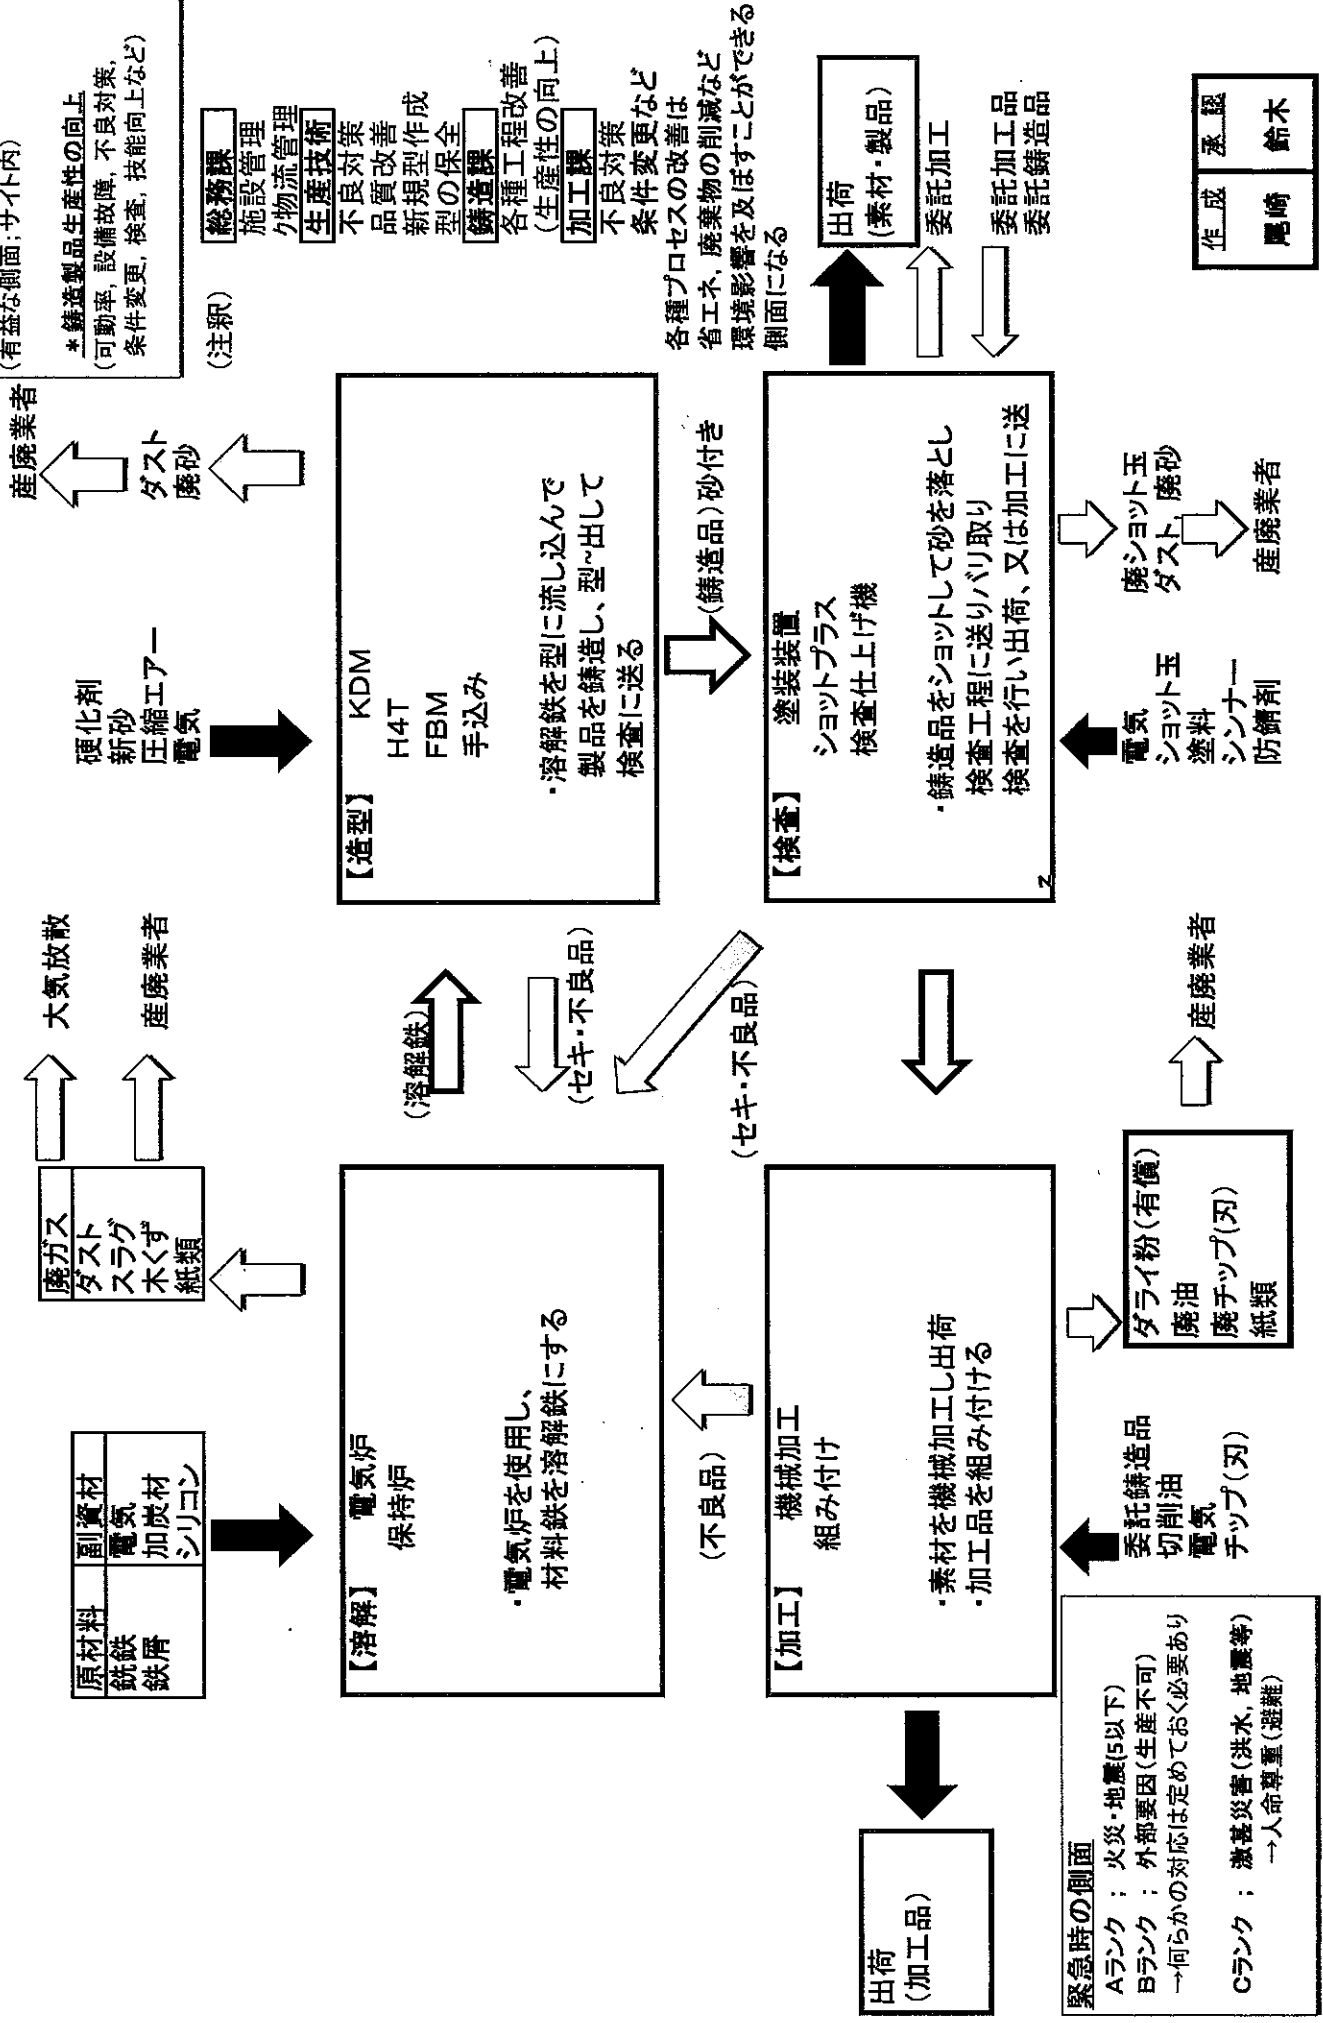 (有益な側面;サイト内)
*鋳造製品生産性の向上
(可動率,設備故障,不良対策,
条件変更,検査,技能向上など)
原材料
副資材
銑鉄
鉄屑
電気
加炭材
シリコン
廃ガス
ダスト
スラグ
木くず
紙類
大気放散
産廃業者
硬化剤
新砂
圧縮エアー
電気
産廃業者
ダスト
廃砂
(注釈)
総務課
施設管理
ケ物流管理
生産技術
不良対策
品質改善
新規型作成
型の保全
鋳造課
各種工程改善
(生産性の向上)
加工課
不良対策
条件変更など
各種プロセスの改善は
省エネ,廃棄物の削減など
環境影響を及ぼすことができる
側面になる
【溶解】 電気炉
保持炉
・電気炉を使用し、
材料鉄を溶解鉄にする
(溶解鉄)
(セキ・不良品)
【造型】 KDM
H4T
FBM
手込み
・溶解鉄を型に流し込んで
製品を鋳造し、型~出して
検査に送る
(不良品)
(セキ・不良品)
(鋳造品)砂付き
【加工】 機械加工
組み付け
・素材を機械加工し出荷
・加工品を組み付ける
【検査】 塗装装置
ショットプラス
検査仕上げ機
・鋳造品をショットして砂を落とし
検査工程に送りバリ取り
検査を行い出荷、又は加工に送
出荷
(素材・製品)
委託加工
委託加工品
委託鋳造品
出荷
(加工品)
委託鋳造品
切削油
電気
チップ(刃)
ダライ粉(有償)
廃油
廃チップ(刃)
紙類
産廃業者
電気
ショット玉
塗料
シンナー
防錆剤
廃ショット玉
ダスト,廃砂
産廃業者
緊急時の側面
Aランク ; 火災・地震(5以下)
Bランク ; 外部要因(生産不可)
→何らかの対応は定めておく必要あり
Cランク ; 激甚災害(洪水,地震等)
→人命尊重(避難)
作成
承認
尾崎
鈴木